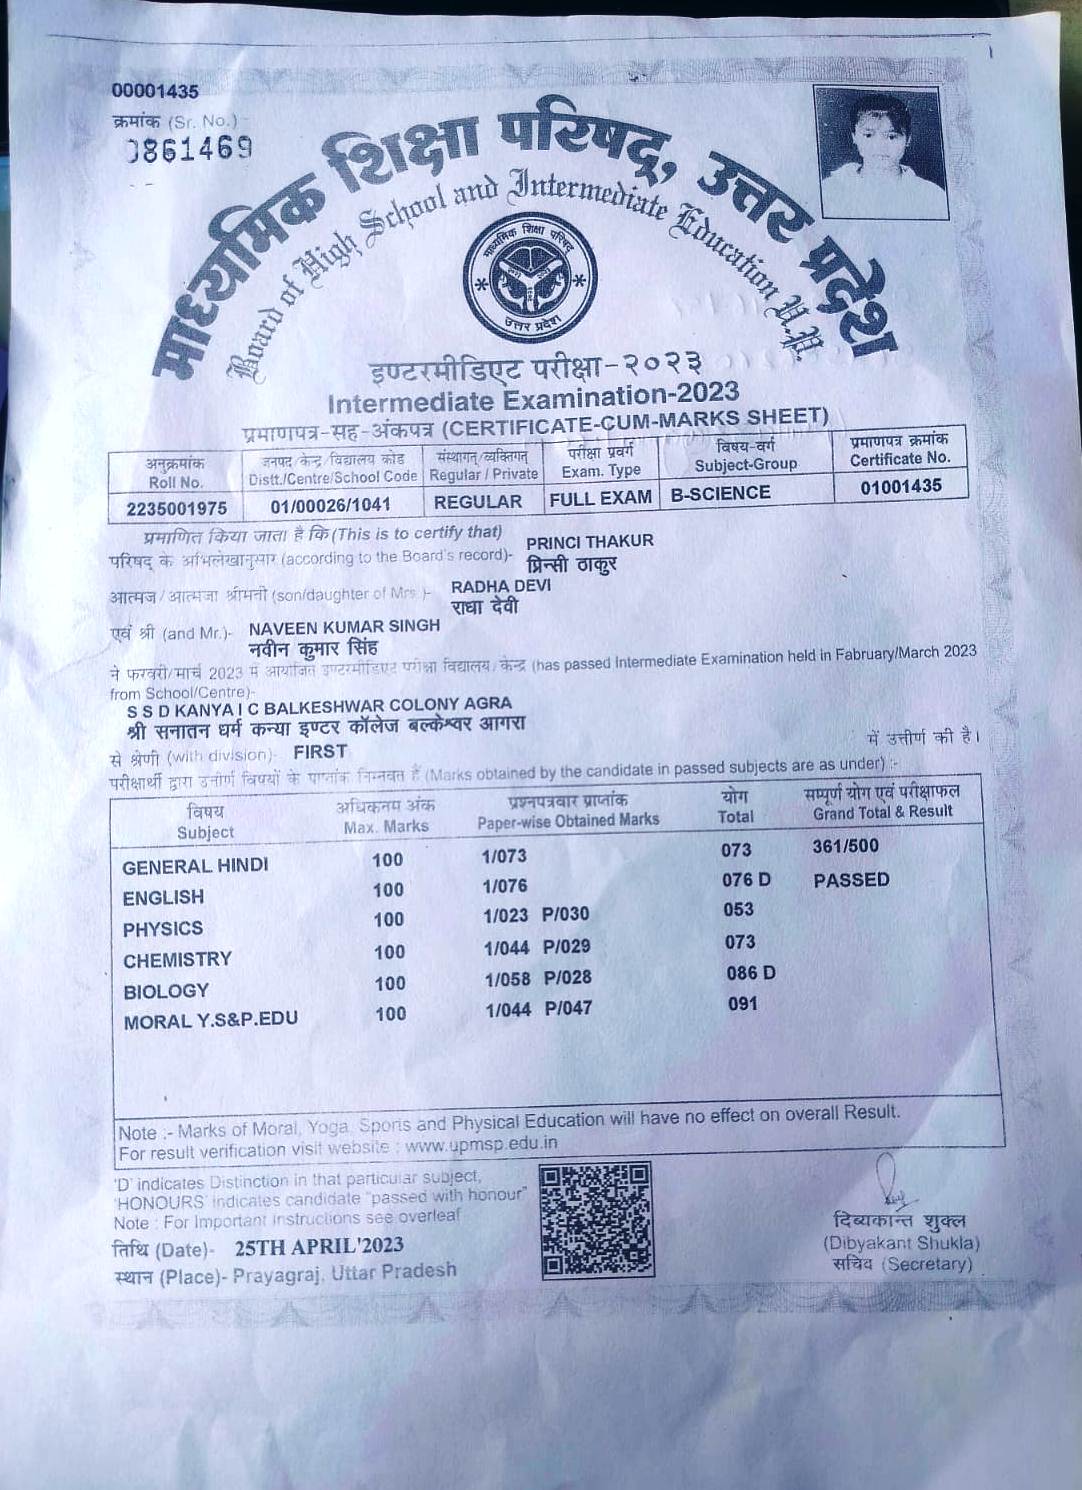 00001435
क्रमांक (Sr. No.)
0861469
माध्यमिक शिक्षा परिषद्, उत्तर प्रदेश
Board of High School and Intermediate Education U.P.
माध्यमिक शिक्षा परिषद्
उत्तर प्रदेश
इण्टरमीडिएट परीक्षा-२०२३
Intermediate Examination-2023
प्रमाणपत्र-सह-अंकपत्र (CERTIFICATE-CUM-MARKS SHEET)
अनुक्रमांक जनपद/केन्द्र/विद्यालय कोड संस्थागत/व्यक्तिगत परीक्षा प्रवर्ग विषय-वर्ग प्रमाणपत्र क्रमांक
Roll No. Distt./Centre/School Code Regular / Private Exam. Type Subject-Group Certificate No.
2235001975 01/00026/1041 REGULAR FULL EXAM B-SCIENCE 01001435
प्रमाणित किया जाता है कि (This is to certify that)
परिषद् के अभिलेखानुसार (according to the Board's record)- PRINCI THAKUR
प्रिन्सी ठाकुर
आत्मज/आत्मजा श्रीमती (son/daughter of Mrs.)- RADHA DEVI
राधा देवी
एवं श्री (and Mr.)- NAVEEN KUMAR SINGH
नवीन कुमार सिंह
ने फरवरी/मार्च 2023 में आयोजित इण्टरमीडिएट परीक्षा विद्यालय/केन्द्र (has passed Intermediate Examination held in Fabruary/March 2023
from School/Centre)-
S S D KANYA I C BALKESHWAR COLONY AGRA
श्री सनातन धर्म कन्या इण्टर कॉलेज बल्केश्वर आगरा
से श्रेणी (with division)- FIRST में उत्तीर्ण की है।
परीक्षार्थी द्वारा उत्तीर्ण विषयों के प्राप्तांक निम्नवत हैं (Marks obtained by the candidate in passed subjects are as under) :-
विषय अधिकतम अंक प्रश्नपत्रवार प्राप्तांक योग सम्पूर्ण योग एवं परीक्षाफल
Subject Max. Marks Paper-wise Obtained Marks Total Grand Total & Result
GENERAL HINDI 100 1/073 073 361/500
ENGLISH 100 1/076 076 D PASSED
PHYSICS 100 1/023 P/030 053
CHEMISTRY 100 1/044 P/029 073
BIOLOGY 100 1/058 P/028 086 D
MORAL Y.S&P.EDU 100 1/044 P/047 091
Note :- Marks of Moral, Yoga, Sports and Physical Education will have no effect on overall Result.
For result verification visit website : www.upmsp.edu.in
'D' indicates Distinction in that particular subject,
'HONOURS' indicates candidate "passed with honour"
Note : For Important instructions see overleaf
तिथि (Date)- 25TH APRIL'2023
स्थान (Place)- Prayagraj, Uttar Pradesh
दिब्यकान्त शुक्ल
(Dibyakant Shukla)
सचिव (Secretary)